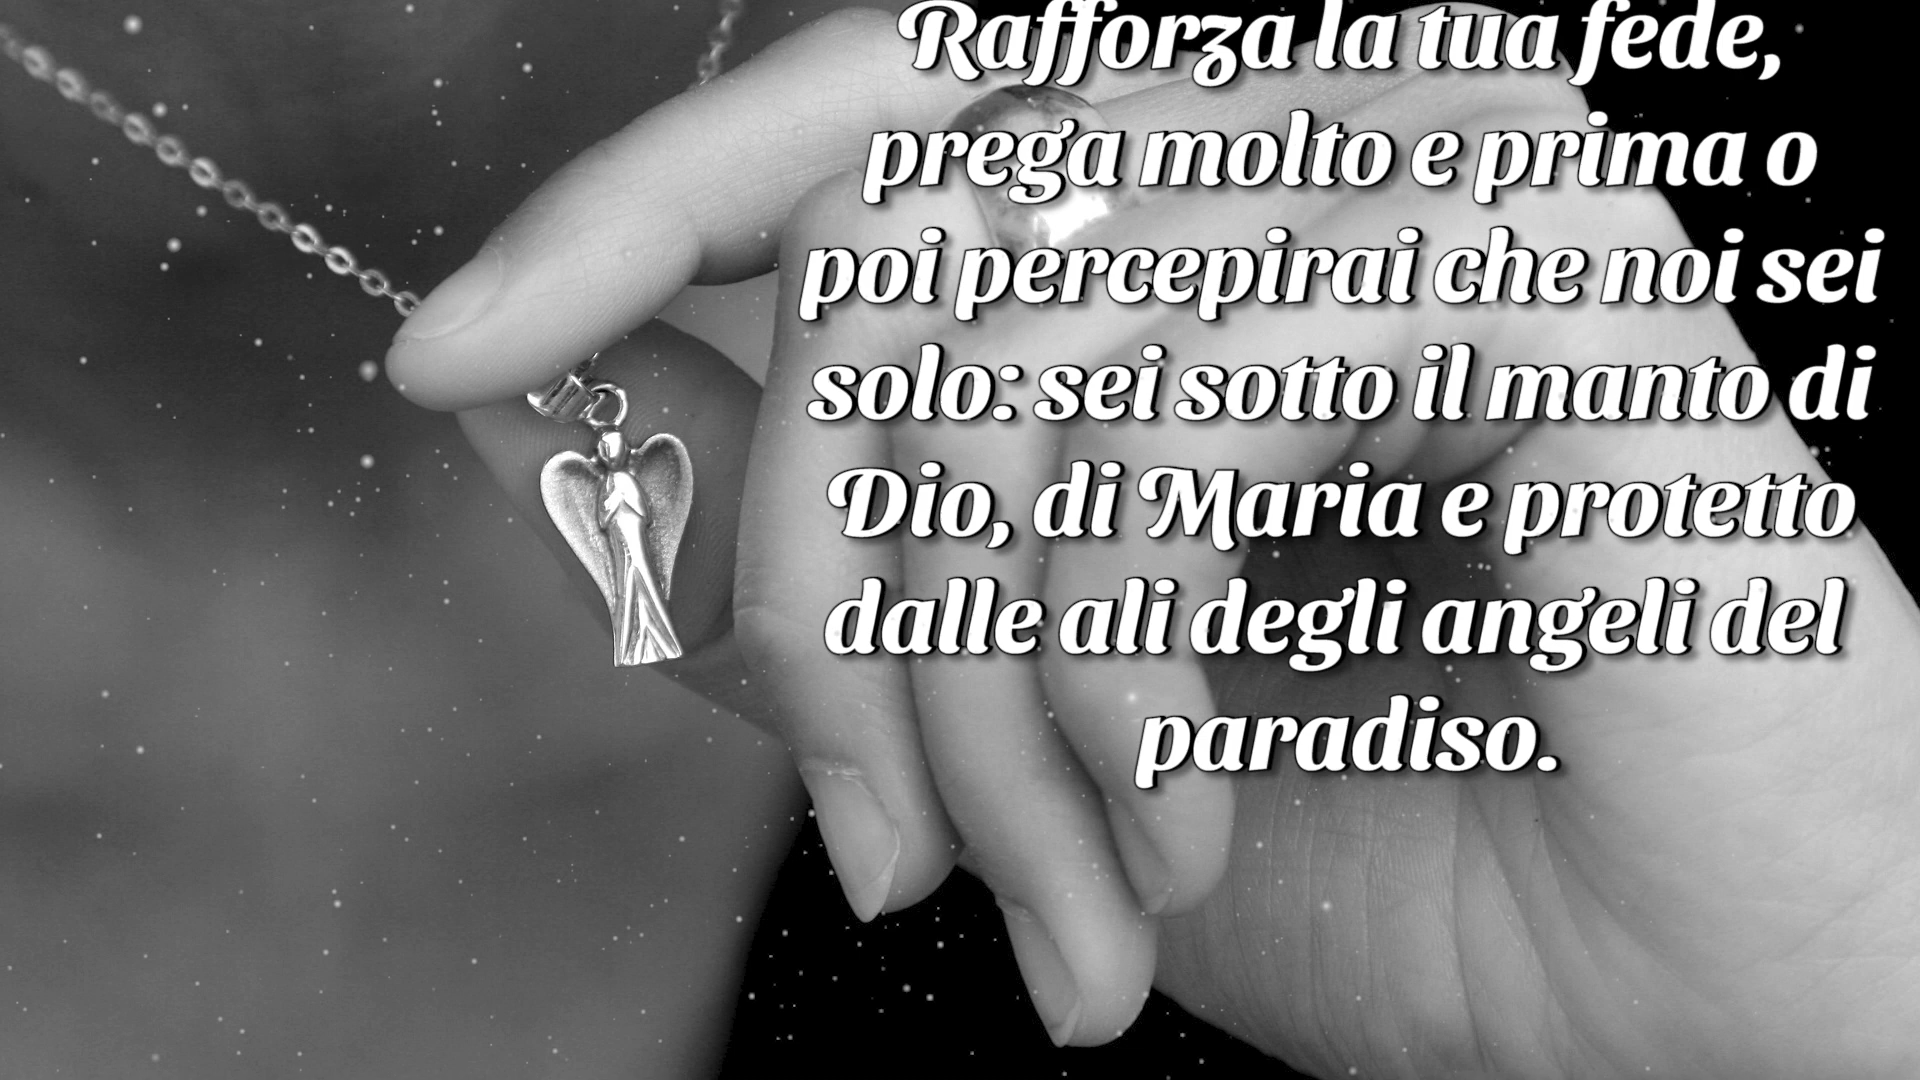 Rafforza la tua fede,
prega molto e prima o
poi percepirai che noi sei
solo: sei sotto il manto di
Dio, di Maria e protetto
dalle ali degli angeli del
paradiso.